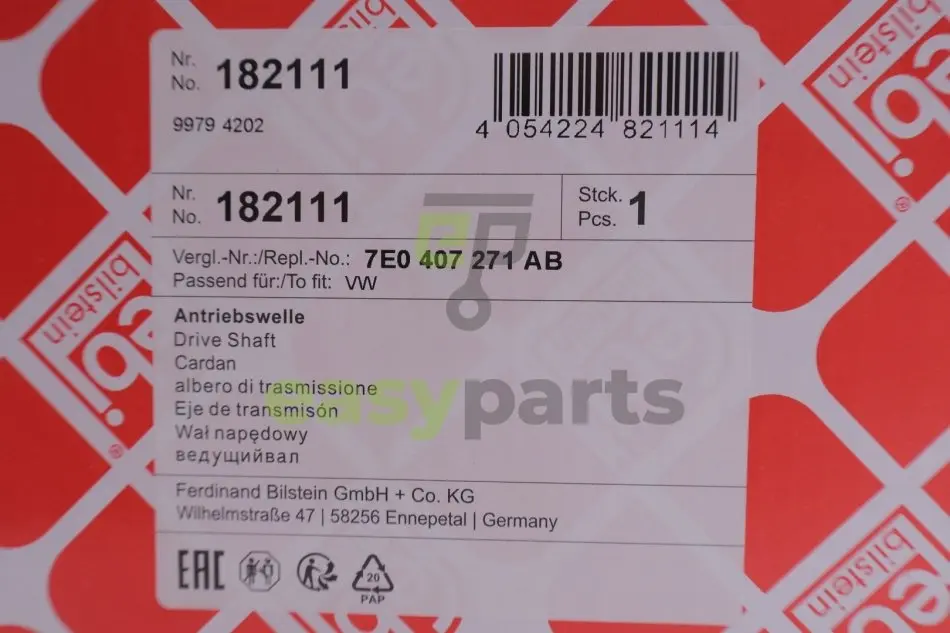 Nr.
No. 182111
4 054224 821114
9979 4202
Nr.
No. 182111
Stck.
Pcs. 1
Vergl.-Nr.:/Repl.-No.: 7E0 407 271 AB
Passend für:/To fit: VW
Antriebswelle
Drive Shaft
Cardan
albero di trasmissione
Eje de transmisón
Wał napędowy
ведущийвал
easyparts
Ferdinand Bilstein GmbH + Co. KG
Wilhelmstraße 47 | 58256 Ennepetal | Germany
EAC
20
PAP
bilstein
bilstein
bilstein